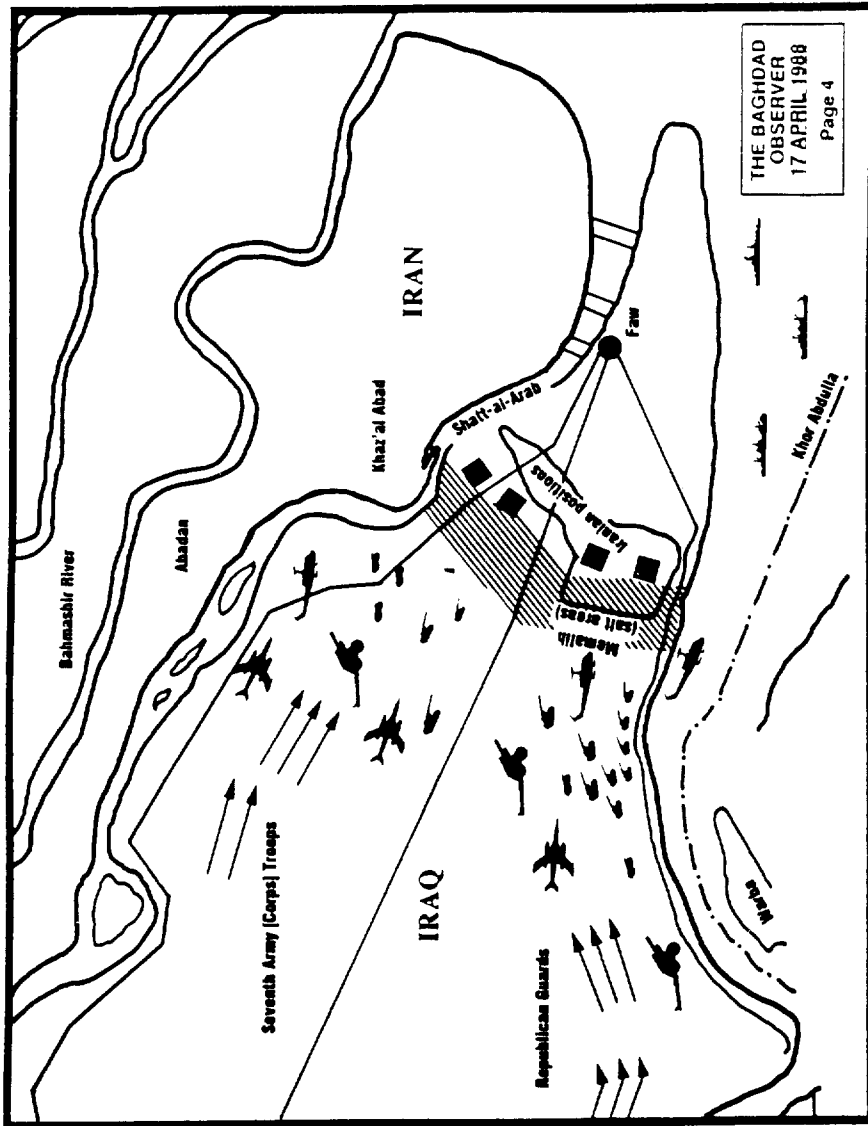 Bahmashir River
Abadan
IRAN
Khaz'al Abad
Shatt-al-Arab
Seventh Army (Corps) Troops
Iranian positions
Faw
Memalih
(salt areas)
IRAQ
Republican Guards
Khor Abdulla
Warba
THE BAGHDAD
OBSERVER
17 APRIL 1988
Page 4